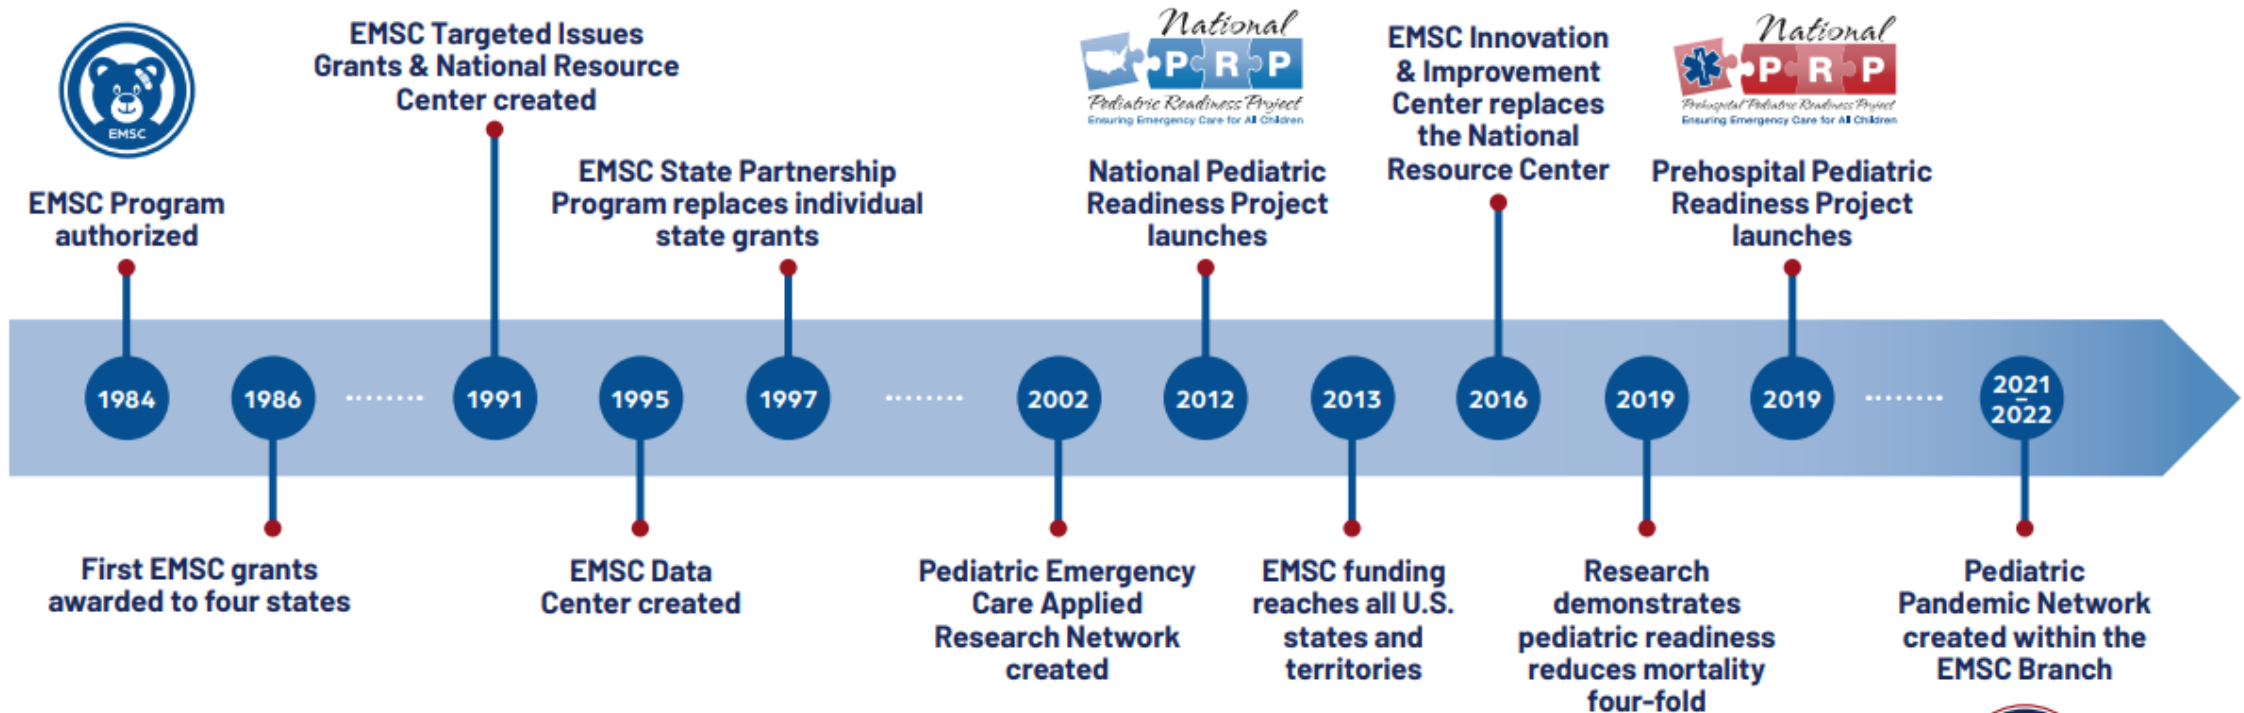 EMSC
EMSC Program
authorized
EMSC Targeted Issues
Grants & National Resource
Center created
EMSC State Partnership
Program replaces individual
state grants
National
P R P
Pediatric Readiness Project
Ensuring Emergency Care for All Children
National Pediatric
Readiness Project
launches
EMSC Innovation
& Improvement
Center replaces
the National
Resource Center
National
P R P
Prehospital Pediatric Readiness Project
Ensuring Emergency Care for All Children
Prehospital Pediatric
Readiness Project
launches
1984
1986
1991
1995
1997
2002
2012
2013
2016
2019
2019
2021
–
2022
First EMSC grants
awarded to four states
EMSC Data
Center created
Pediatric Emergency
Care Applied
Research Network
created
EMSC funding
reaches all U.S.
states and
territories
Research
demonstrates
pediatric readiness
reduces mortality
four-fold
Pediatric
Pandemic Network
created within the
EMSC Branch